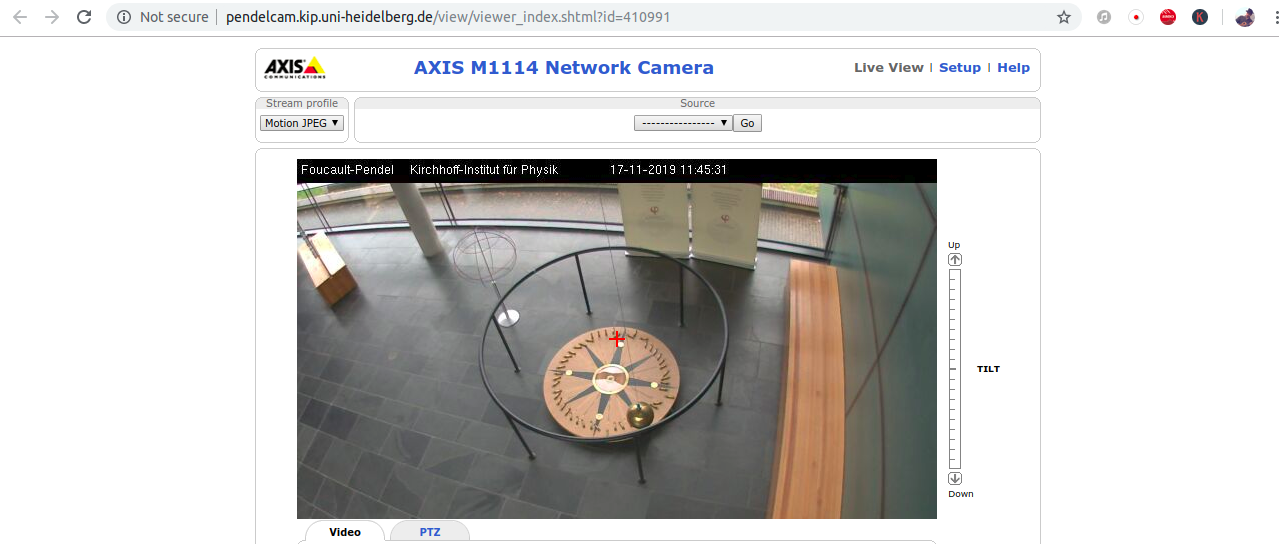 Not secure | pendelcam.kip.uni-heidelberg.de/view/viewer_index.shtml?id=410991
AXIS COMMUNICATIONS
AXIS M1114 Network Camera
Live View | Setup | Help
Stream profile
Source
Motion JPEG
----------------
Go
Foucault-Pendel Kirchhoff-Institut für Physik 17-11-2019 11:45:31
Up
TILT
Down
Video
PTZ